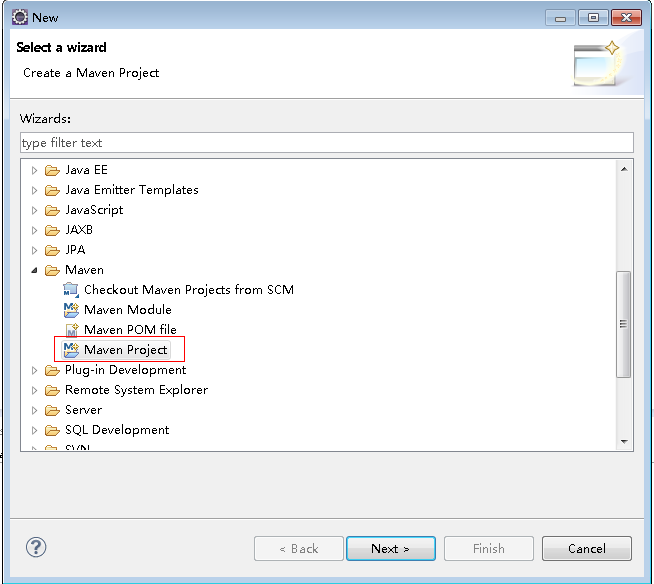 New
Select a wizard
Create a Maven Project
Wizards:
type filter text
Java EE
Java Emitter Templates
JavaScript
JAXB
JPA
Maven
Checkout Maven Projects from SCM
Maven Module
Maven POM file
Maven Project
Plug-in Development
Remote System Explorer
Server
SQL Development
SVN
< Back
Next >
Finish
Cancel